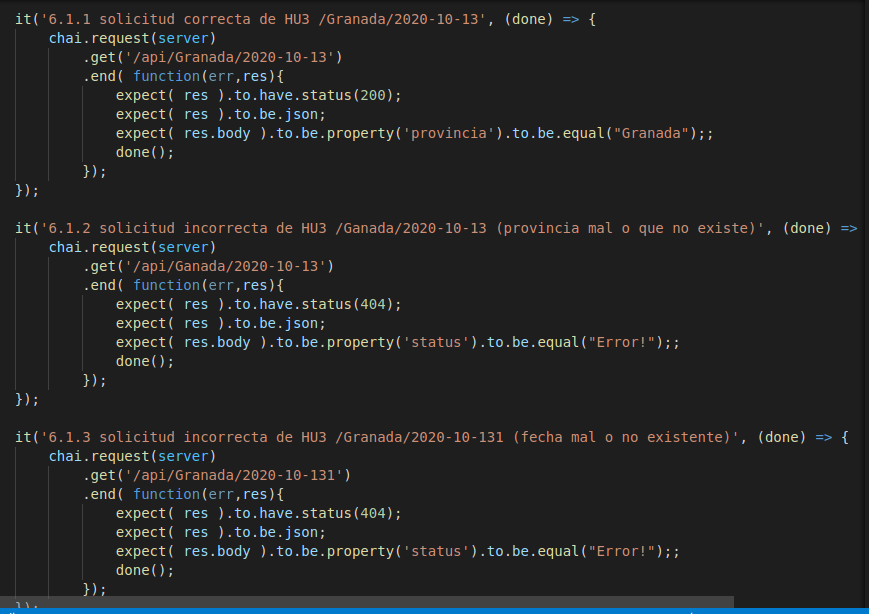 it('6.1.1 solicitud correcta de HU3 /Granada/2020-10-13', (done) => {
    chai.request(server)
        .get('/api/Granada/2020-10-13')
        .end( function(err,res){
            expect( res ).to.have.status(200);
            expect( res ).to.be.json;
            expect( res.body ).to.be.property('provincia').to.be.equal("Granada");;
            done();
        });
});

it('6.1.2 solicitud incorrecta de HU3 /Ganada/2020-10-13 (provincia mal o que no existe)', (done) =>
    chai.request(server)
        .get('/api/Ganada/2020-10-13')
        .end( function(err,res){
            expect( res ).to.have.status(404);
            expect( res ).to.be.json;
            expect( res.body ).to.be.property('status').to.be.equal("Error!");;
            done();
        });
});

it('6.1.3 solicitud incorrecta de HU3 /Granada/2020-10-131 (fecha mal o no existente)', (done) => {
    chai.request(server)
        .get('/api/Granada/2020-10-131')
        .end( function(err,res){
            expect( res ).to.have.status(404);
            expect( res ).to.be.json;
            expect( res.body ).to.be.property('status').to.be.equal("Error!");;
            done();
        });
});